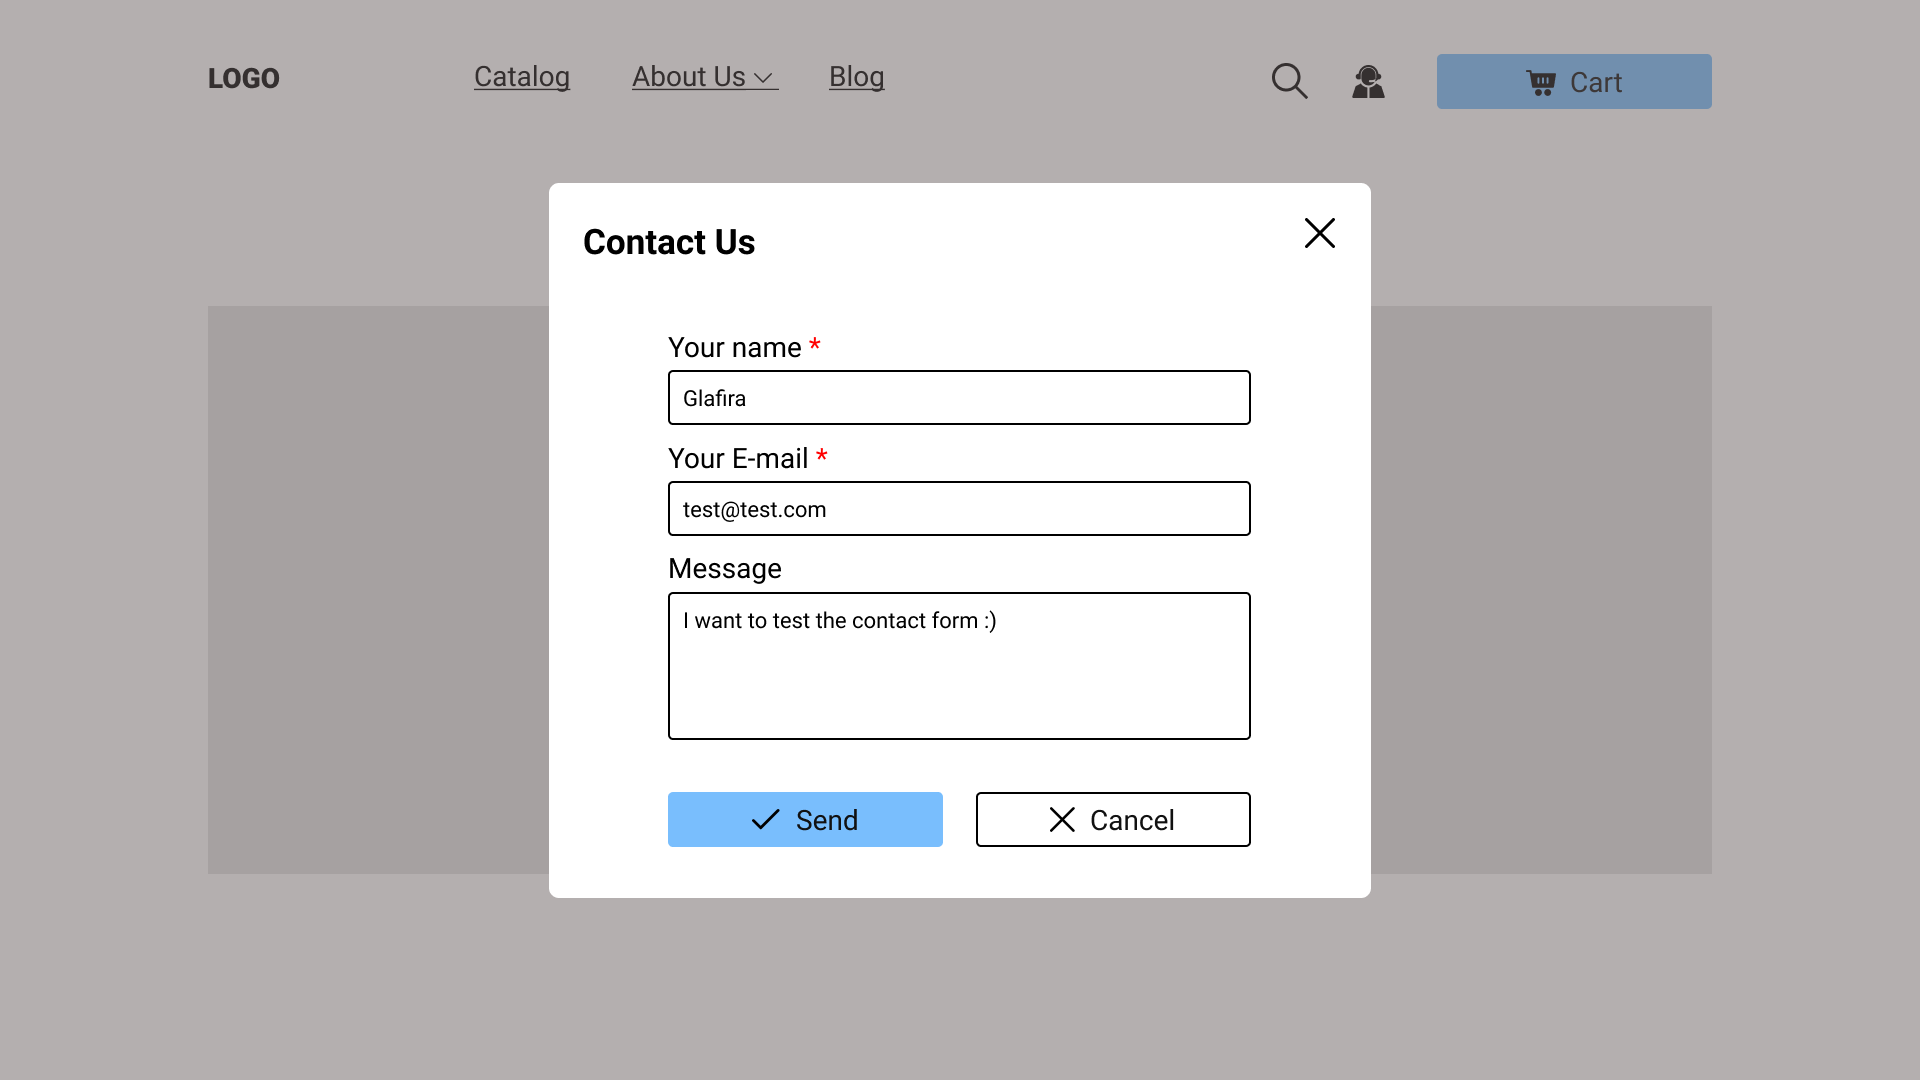 LOGO
Catalog
About Us
Blog
Cart
Contact Us
Your name *
Glafira
Your E-mail *
test@test.com
Message
I want to test the contact form :)
Send
Cancel